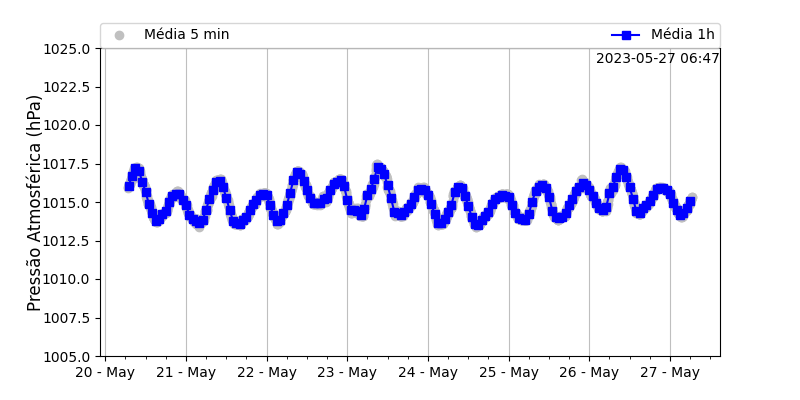 Média 5 min
Média 1h
2023-05-27 06:47
Pressão Atmosférica (hPa)
1025.0
1022.5
1020.0
1017.5
1015.0
1012.5
1010.0
1007.5
1005.0
20 - May
21 - May
22 - May
23 - May
24 - May
25 - May
26 - May
27 - May